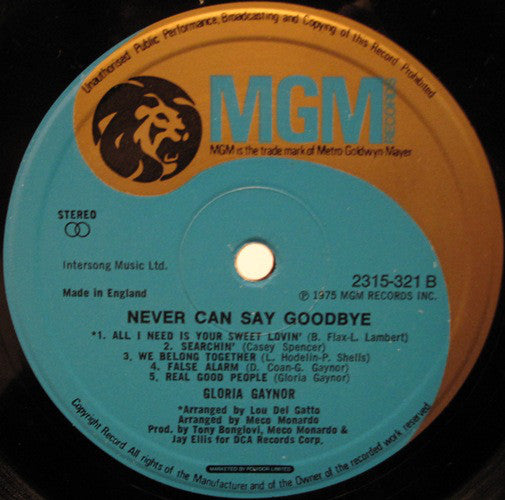 Unauthorised Public Performance, Broadcasting and Copying of this Record Prohibited
MGM
RECORDS
MGM is the trade mark of Metro-Goldwyn-Mayer
STEREO
Intersong Music Ltd.
2315-321 B
Made in England
℗ 1975 MGM RECORDS INC.
NEVER CAN SAY GOODBYE
*1. ALL I NEED IS YOUR SWEET LOVIN' (B. Flax-L. Lambert)
2. SEARCHIN' (Casey Spencer)
3. WE BELONG TOGETHER (L. Hodelin-P. Shells)
4. FALSE ALARM (D. Coan-G. Gaynor)
5. REAL GOOD PEOPLE (Gloria Gaynor)
GLORIA GAYNOR
*Arranged by Lou Del Gatto
Arranged by Meco Monardo
Prod. by Tony Bongiovi, Meco Monardo &
Jay Ellis for DCA Records Corp.
MARKETED BY POLYDOR LIMITED
Copyright Record All rights of the Manufacturer and of the Owner of the recorded work reserved.